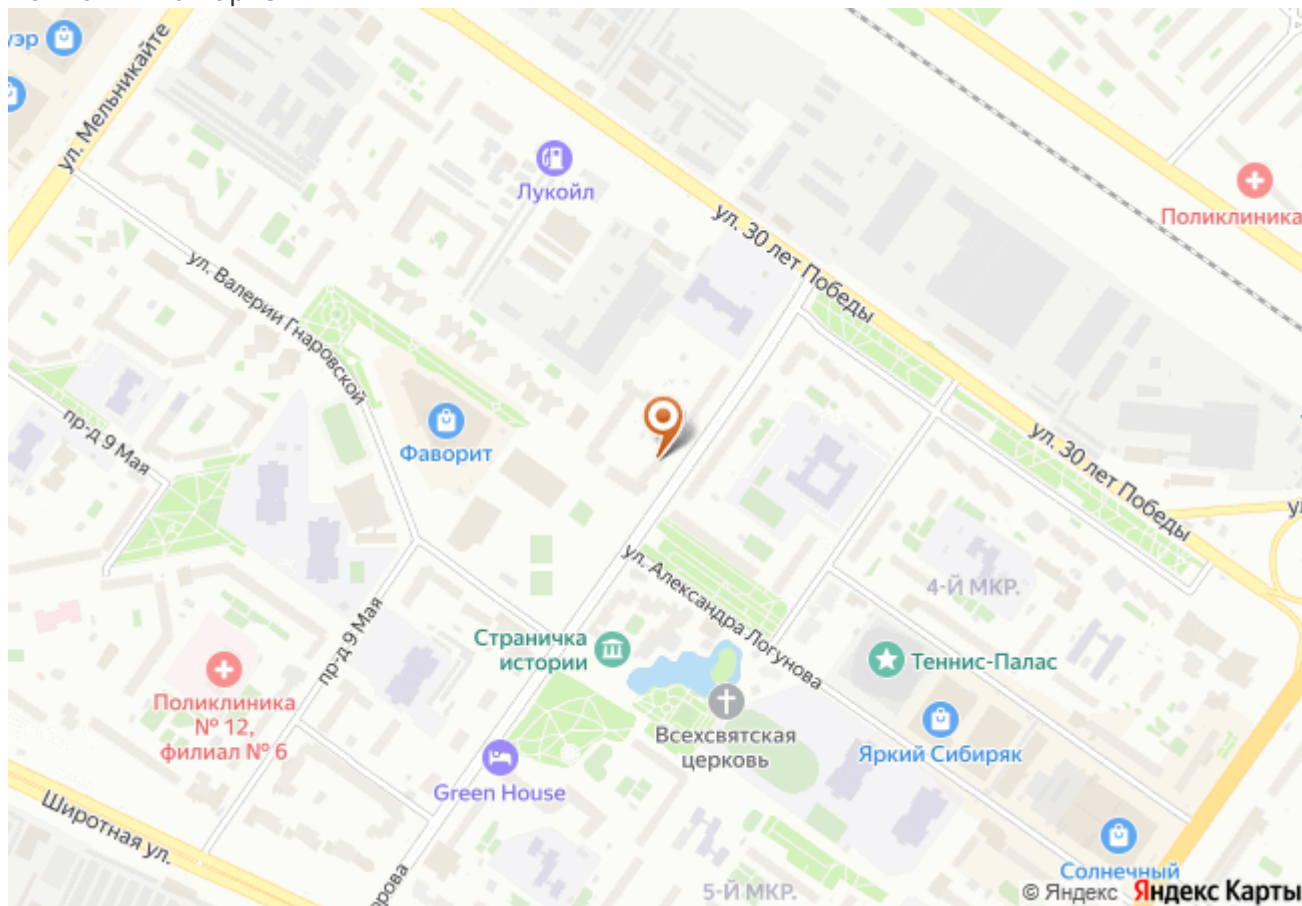 уэр
ул. Мельникайте
Лукойл
Поликлиника
ул. 30 лет Победы
ул. Валерии Гнаровской
пр-д 9 Мая
Фаворит
ул. 30 лет Победы
ул. Александра Логунова
4-Й МКР.
пр-д 9 Мая
Страничка
истории
Теннис-Палас
Поликлиника
№ 12,
филиал № 6
Всехсвятская
церковь
Яркий Сибиряк
Green House
Широтная ул.
Солнечный
5-Й МКР.
© Яндекс Яндекс Карты